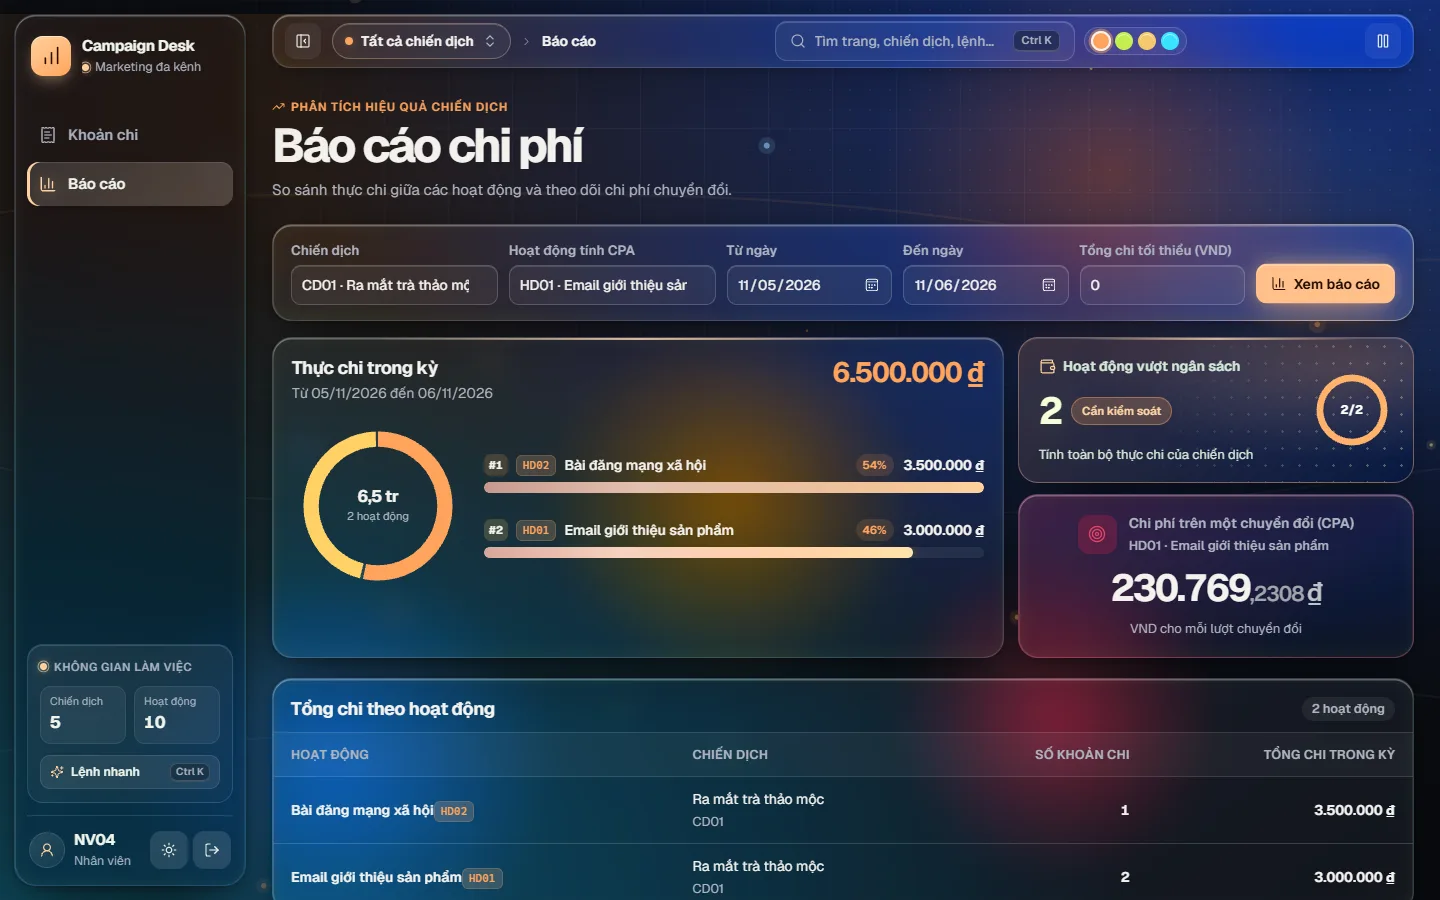 Campaign Desk
Marketing đa kênh
Khoản chi
Báo cáo
KHÔNG GIAN LÀM VIỆC
Chiến dịch
5
Hoạt động
10
Lệnh nhanh
Ctrl K
NV04
Nhân viên
Tất cả chiến dịch
Báo cáo
Tìm trang, chiến dịch, lệnh...
Ctrl K
PHÂN TÍCH HIỆU QUẢ CHIẾN DỊCH
Báo cáo chi phí
So sánh thực chi giữa các hoạt động và theo dõi chi phí chuyển đổi.
Chiến dịch
CD01 · Ra mắt trà thảo mộ
Hoạt động tính CPA
HD01 · Email giới thiệu sản
Từ ngày
11/05/2026
Đến ngày
11/06/2026
Tổng chi tối thiểu (VND)
0
Xem báo cáo
Thực chi trong kỳ
Từ 05/11/2026 đến 06/11/2026
6.500.000 ₫
6,5 tr
2 hoạt động
#1 HD02 Bài đăng mạng xã hội 54% 3.500.000 ₫
#2 HD01 Email giới thiệu sản phẩm 46% 3.000.000 ₫
Hoạt động vượt ngân sách
2 Cần kiểm soát
2/2
Tính toàn bộ thực chi của chiến dịch
Chi phí trên một chuyển đổi (CPA)
HD01 · Email giới thiệu sản phẩm
230.769,2308 ₫
VND cho mỗi lượt chuyển đổi
Tổng chi theo hoạt động
2 hoạt động
HOẠT ĐỘNG CHIẾN DỊCH SỐ KHOẢN CHI TỔNG CHI TRONG KỲ
Bài đăng mạng xã hội HD02 Ra mắt trà thảo mộc 1 3.500.000 ₫
CD01
Email giới thiệu sản phẩm HD01 Ra mắt trà thảo mộc 2 3.000.000 ₫
CD01